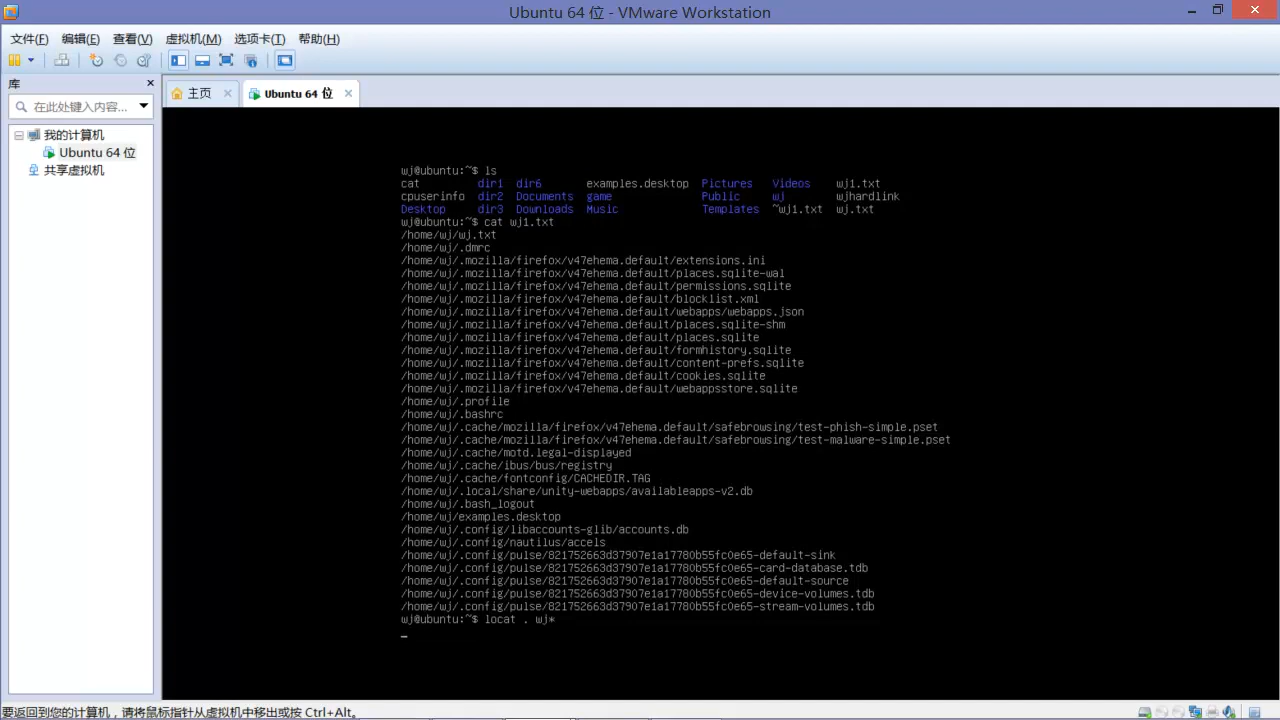 Ubuntu 64 位 - VMware Workstation
文件(F) 编辑(E) 查看(V) 虚拟机(M) 选项卡(T) 帮助(H)
库
在此处键入内容...
我的计算机
Ubuntu 64 位
共享虚拟机
主页
Ubuntu 64 位
wj@ubuntu:~$ ls
cat dir1 dir6 examples.desktop Pictures Videos wj1.txt
cpuserinfo dir2 Documents game Public wj wjhardlink
Desktop dir3 Downloads Music Templates ~wj1.txt wj.txt
wj@ubuntu:~$ cat wj1.txt
/home/wj/wj.txt
/home/wj/.dmrc
/home/wj/.mozilla/firefox/v47ehema.default/extensions.ini
/home/wj/.mozilla/firefox/v47ehema.default/places.sqlite-wal
/home/wj/.mozilla/firefox/v47ehema.default/permissions.sqlite
/home/wj/.mozilla/firefox/v47ehema.default/blocklist.xml
/home/wj/.mozilla/firefox/v47ehema.default/webapps/webapps.json
/home/wj/.mozilla/firefox/v47ehema.default/places.sqlite-shm
/home/wj/.mozilla/firefox/v47ehema.default/places.sqlite
/home/wj/.mozilla/firefox/v47ehema.default/formhistory.sqlite
/home/wj/.mozilla/firefox/v47ehema.default/content-prefs.sqlite
/home/wj/.mozilla/firefox/v47ehema.default/cookies.sqlite
/home/wj/.mozilla/firefox/v47ehema.default/webappsstore.sqlite
/home/wj/.profile
/home/wj/.bashrc
/home/wj/.cache/mozilla/firefox/v47ehema.default/safebrowsing/test-phish-simple.pset
/home/wj/.cache/mozilla/firefox/v47ehema.default/safebrowsing/test-malware-simple.pset
/home/wj/.cache/motd.legal-displayed
/home/wj/.cache/ibus/bus/registry
/home/wj/.cache/fontconfig/CACHEDIR.TAG
/home/wj/.local/share/unity-webapps/availableapps-v2.db
/home/wj/.bash_logout
/home/wj/examples.desktop
/home/wj/.config/libaccounts-glib/accounts.db
/home/wj/.config/nautilus/accels
/home/wj/.config/pulse/821752663d37907e1a17780b55fc0e65-default-sink
/home/wj/.config/pulse/821752663d37907e1a17780b55fc0e65-card-database.tdb
/home/wj/.config/pulse/821752663d37907e1a17780b55fc0e65-default-source
/home/wj/.config/pulse/821752663d37907e1a17780b55fc0e65-device-volumes.tdb
/home/wj/.config/pulse/821752663d37907e1a17780b55fc0e65-stream-volumes.tdb
wj@ubuntu:~$ locat . wj*
要返回到您的计算机，请将鼠标指针从虚拟机中移出或按 Ctrl+Alt。